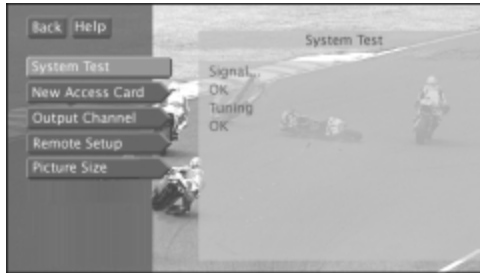 Back Help
System Test
New Access Card
Output Channel
Remote Setup
Picture Size
System Test
Signal...
OK
Tuning
OK